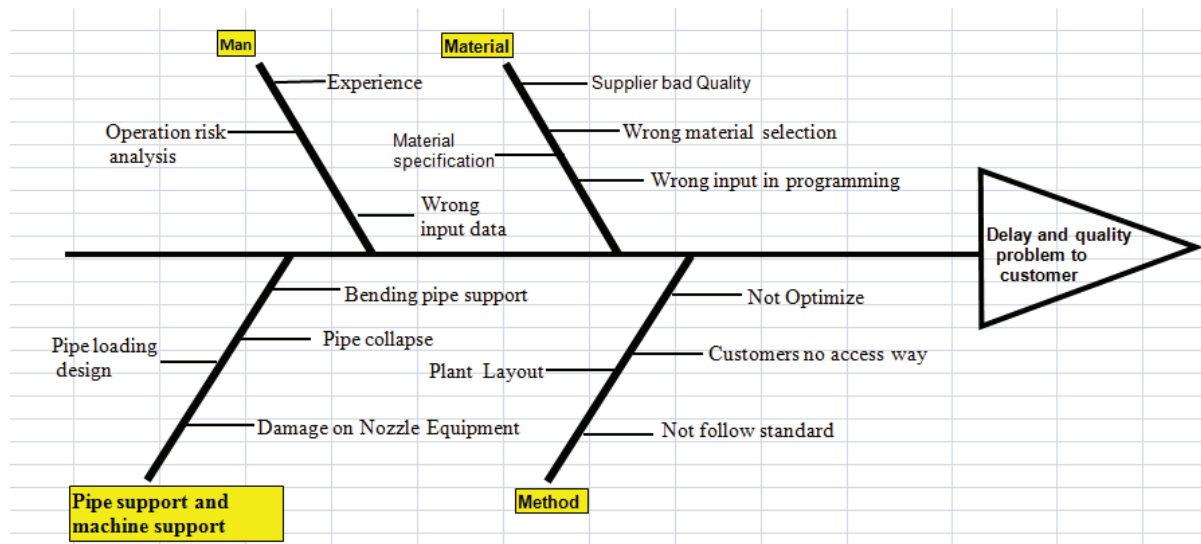 Man
Material
Experience
Supplier bad Quality
Operation risk
analysis
Wrong material selection
Material
specification
Wrong input in programming
Wrong
input data
Delay and quality
problem to
customer
Bending pipe support
Not Optimize
Pipe loading
design
Pipe collapse
Customers no access way
Plant Layout
Damage on Nozzle Equipment
Not follow standard
Pipe support and
machine support
Method